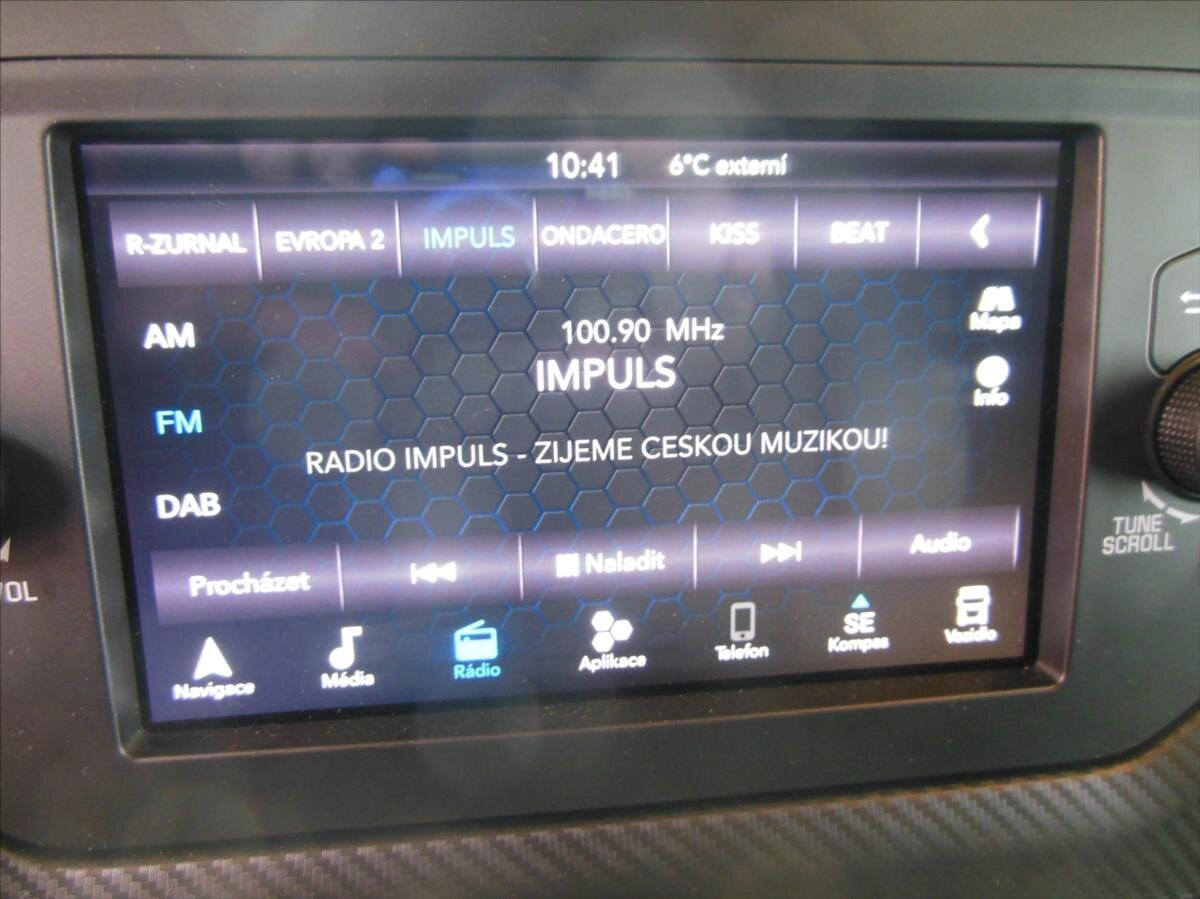 10:41 6°C externí
R-ZURNAL EVROPA 2 IMPULS ONDACERO KISS BEAT
AM
100.90 MHz
Mapa
IMPULS
Info
FM
RADIO IMPULS - ZIJEME CESKOU MUZIKOU!
DAB
TUNE
SCROLL
Procházet Naladit Audio
VOL
Navigace Média Rádio Aplikace Telefon SE Kompas Vozidlo